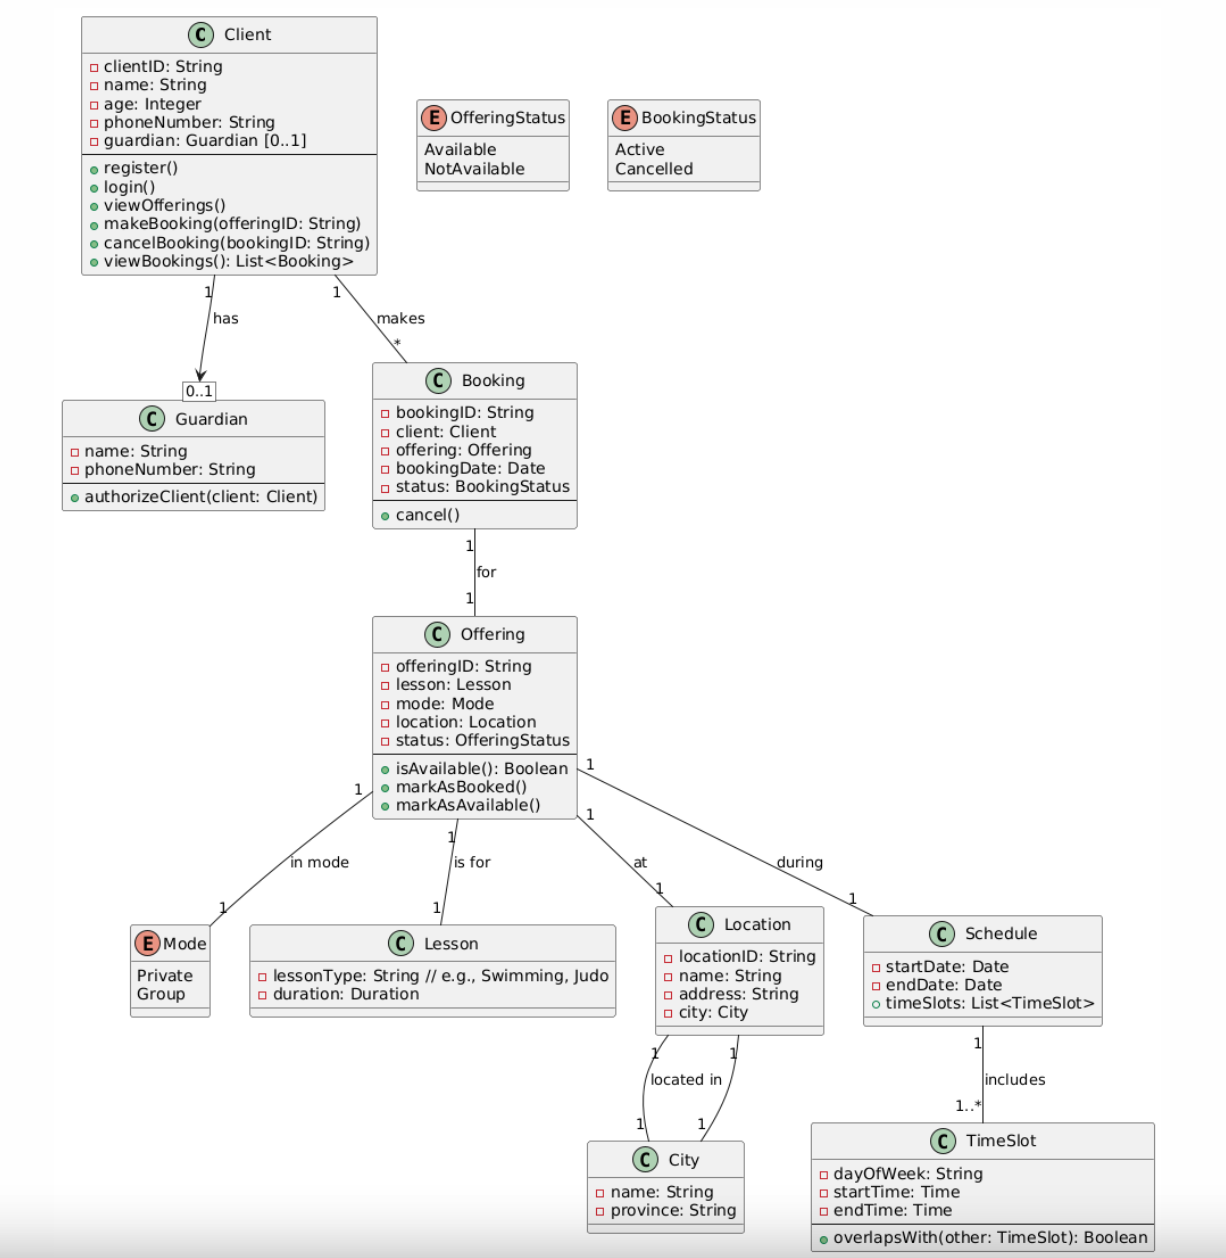 C Client
clientID: String
name: String
age: Integer
phoneNumber: String
guardian: Guardian [0..1]
register()
login()
viewOfferings()
makeBooking(offeringID: String)
cancelBooking(bookingID: String)
viewBookings(): List<Booking>
E OfferingStatus
Available
NotAvailable
E BookingStatus
Active
Cancelled
1
has
0..1
1
makes
*
C Guardian
name: String
phoneNumber: String
authorizeClient(client: Client)
C Booking
bookingID: String
client: Client
offering: Offering
bookingDate: Date
status: BookingStatus
cancel()
1
for
1
C Offering
offeringID: String
lesson: Lesson
mode: Mode
location: Location
status: OfferingStatus
isAvailable(): Boolean
markAsBooked()
markAsAvailable()
1
in mode
1
1
is for
1
1
at
1
1
during
1
E Mode
Private
Group
C Lesson
lessonType: String // e.g., Swimming, Judo
duration: Duration
C Location
locationID: String
name: String
address: String
city: City
C Schedule
startDate: Date
endDate: Date
timeSlots: List<TimeSlot>
1
1
located in
1
1
1
includes
1..*
C City
name: String
province: String
C TimeSlot
dayOfWeek: String
startTime: Time
endTime: Time
overlapsWith(other: TimeSlot): Boolean